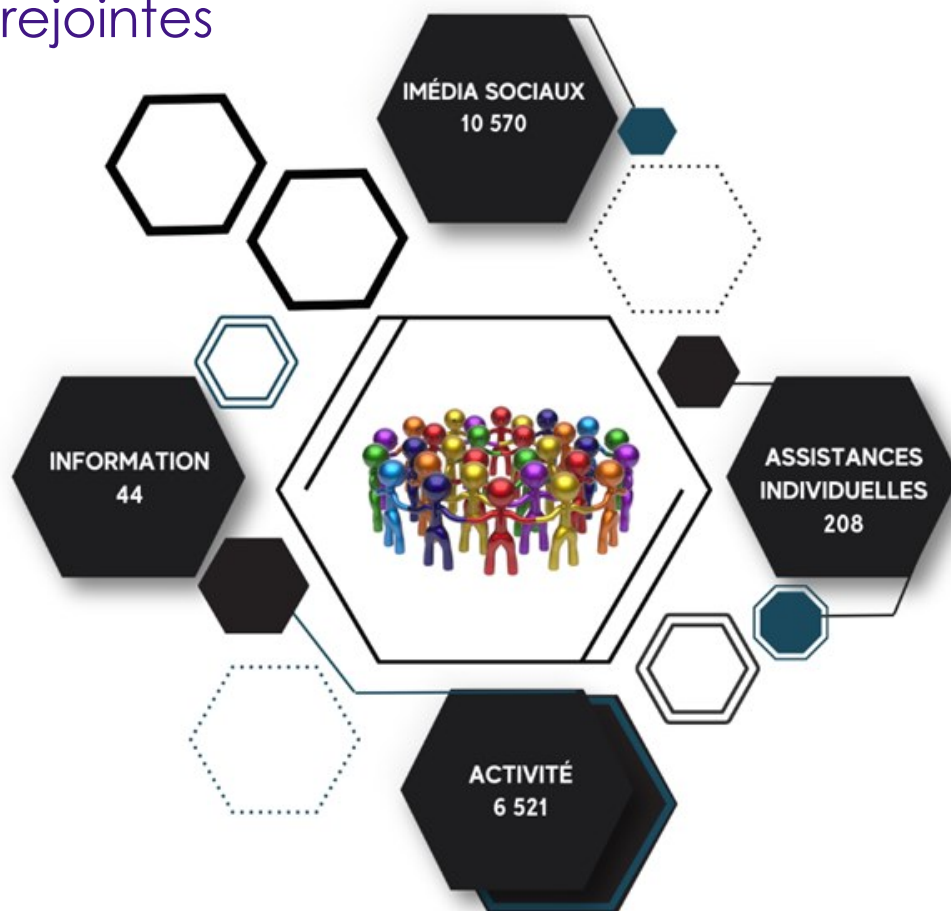 rejointes
IMÉDIA SOCIAUX
10 570
INFORMATION
44
ASSISTANCES
INDIVIDUELLES
208
ACTIVITÉ
6 521